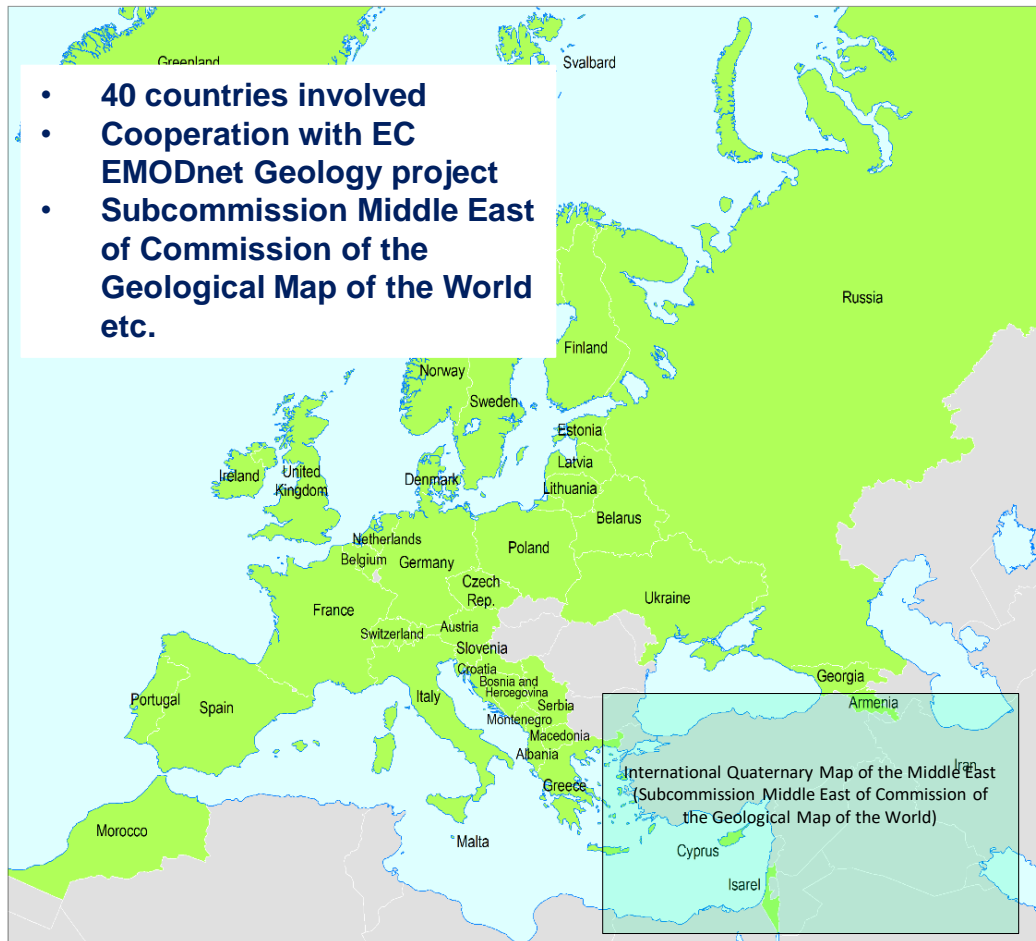 Greenland
Svalbard
• 40 countries involved
• Cooperation with EC
EMODnet Geology project
• Subcommission Middle East
of Commission of the
Geological Map of the World
etc.
Russia
Finland
Norway
Sweden
Estonia
Latvia
Lithuania
Ireland
United
Kingdom
Denmark
Belarus
Netherlands
Belgium
Germany
Poland
Czech
Rep.
Ukraine
France
Switzerland
Austria
Slovenia
Croatia
Bosnia and
Hercegovina
Serbia
Montenegro
Macedonia
Albania
Greece
Italy
Portugal
Spain
Georgia
Armenia
Iran
International Quaternary Map of the Middle East
(Subcommission Middle East of Commission of
the Geological Map of the World)
Morocco
Malta
Cyprus
Isarel